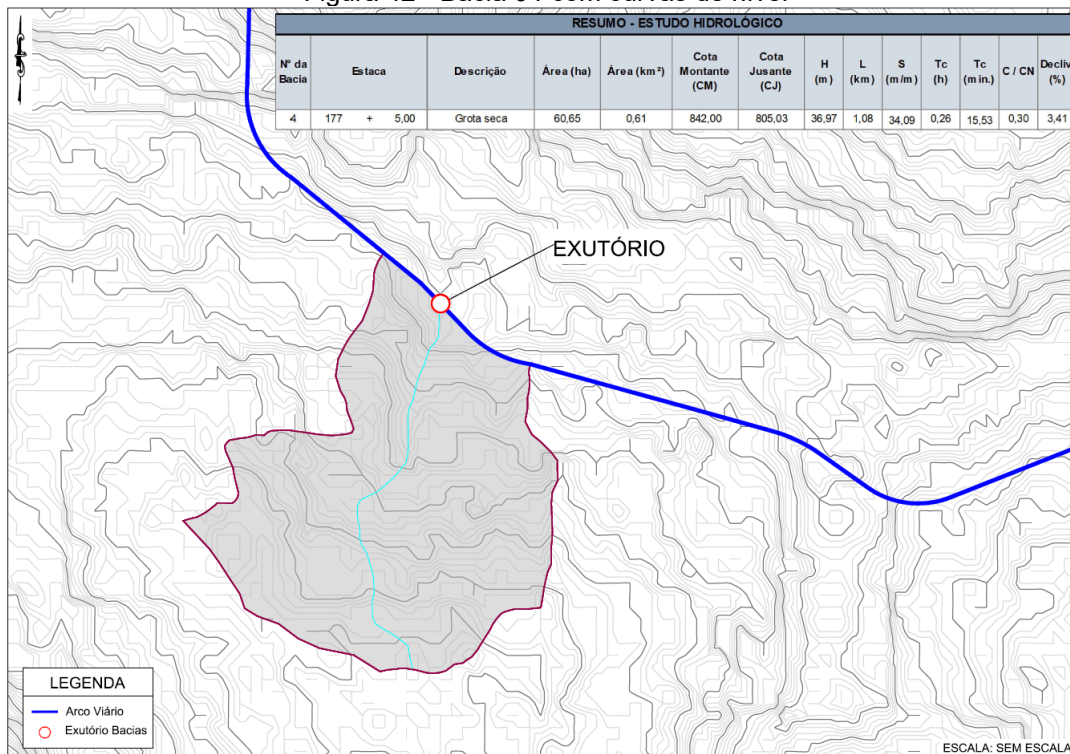 Figura - Bacia 04 com curvas de nível
RESUMO - ESTUDO HIDROLÓGICO
Nº da Bacia Estaca Descrição Área (ha) Área (km²) Cota Montante (CM) Cota Jusante (CJ) H (m) L (km) S (m/m) Tc (h) Tc (min.) C / CN Decliv (%)
4 177 + 5,00 Grota seca 60,65 0,61 842,00 805,03 36,97 1,08 34,09 0,26 15,53 0,30 3,41
EXUTÓRIO
LEGENDA
Arco Viário
Exutório Bacias
ESCALA: SEM ESCALA